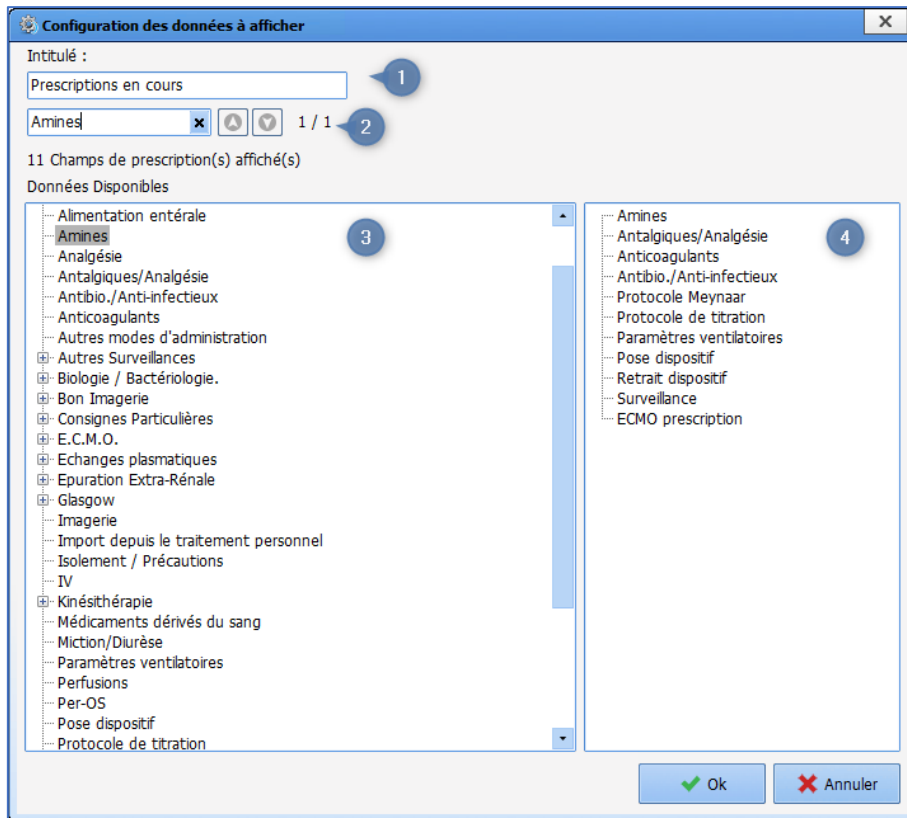 Configuration des données à afficher
Intitulé :
Prescriptions en cours
1
Amines
1 / 1
2
11 Champs de prescription(s) affiché(s)
Données Disponibles
3
Alimentation entérale
Amines
Analgésie
Antalgiques/Analgésie
Antibio./Anti-infectieux
Anticoagulants
Autres modes d'administration
Autres Surveillances
Biologie / Bactériologie.
Bon Imagerie
Consignes Particulières
E.C.M.O.
Echanges plasmatiques
Epuration Extra-Rénale
Glasgow
Imagerie
Import depuis le traitement personnel
Isolement / Précautions
IV
Kinésithérapie
Médicaments dérivés du sang
Miction/Diurèse
Paramètres ventilatoires
Perfusions
Per-OS
Pose dispositif
Protocole de titration
4
Amines
Antalgiques/Analgésie
Anticoagulants
Antibio./Anti-infectieux
Protocole Meynaar
Protocole de titration
Paramètres ventilatoires
Pose dispositif
Retrait dispositif
Surveillance
ECMO prescription
Ok
Annuler